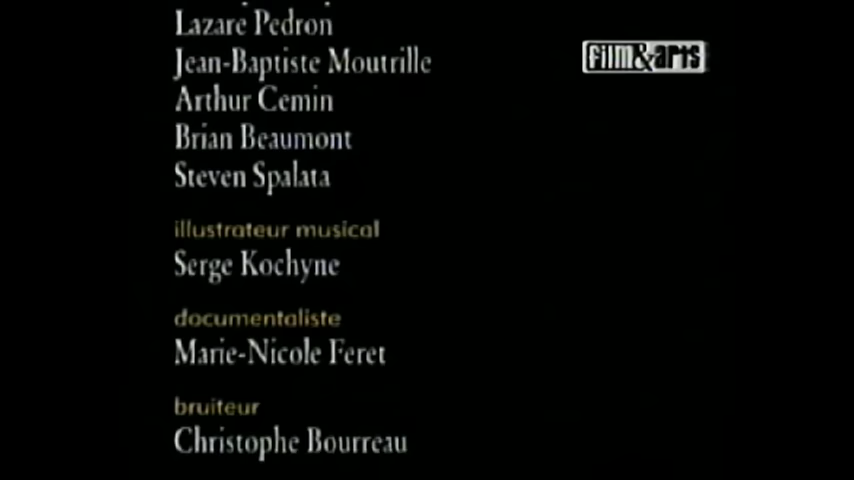 Lazare Pedron
Jean-Baptiste Moutrille
Arthur Cemin
Brian Beaumont
Steven Spalata
illustrateur musical
Serge Kochyne
documentaliste
Marie-Nicole Feret
bruiteur
Christophe Bourreau
film&arts